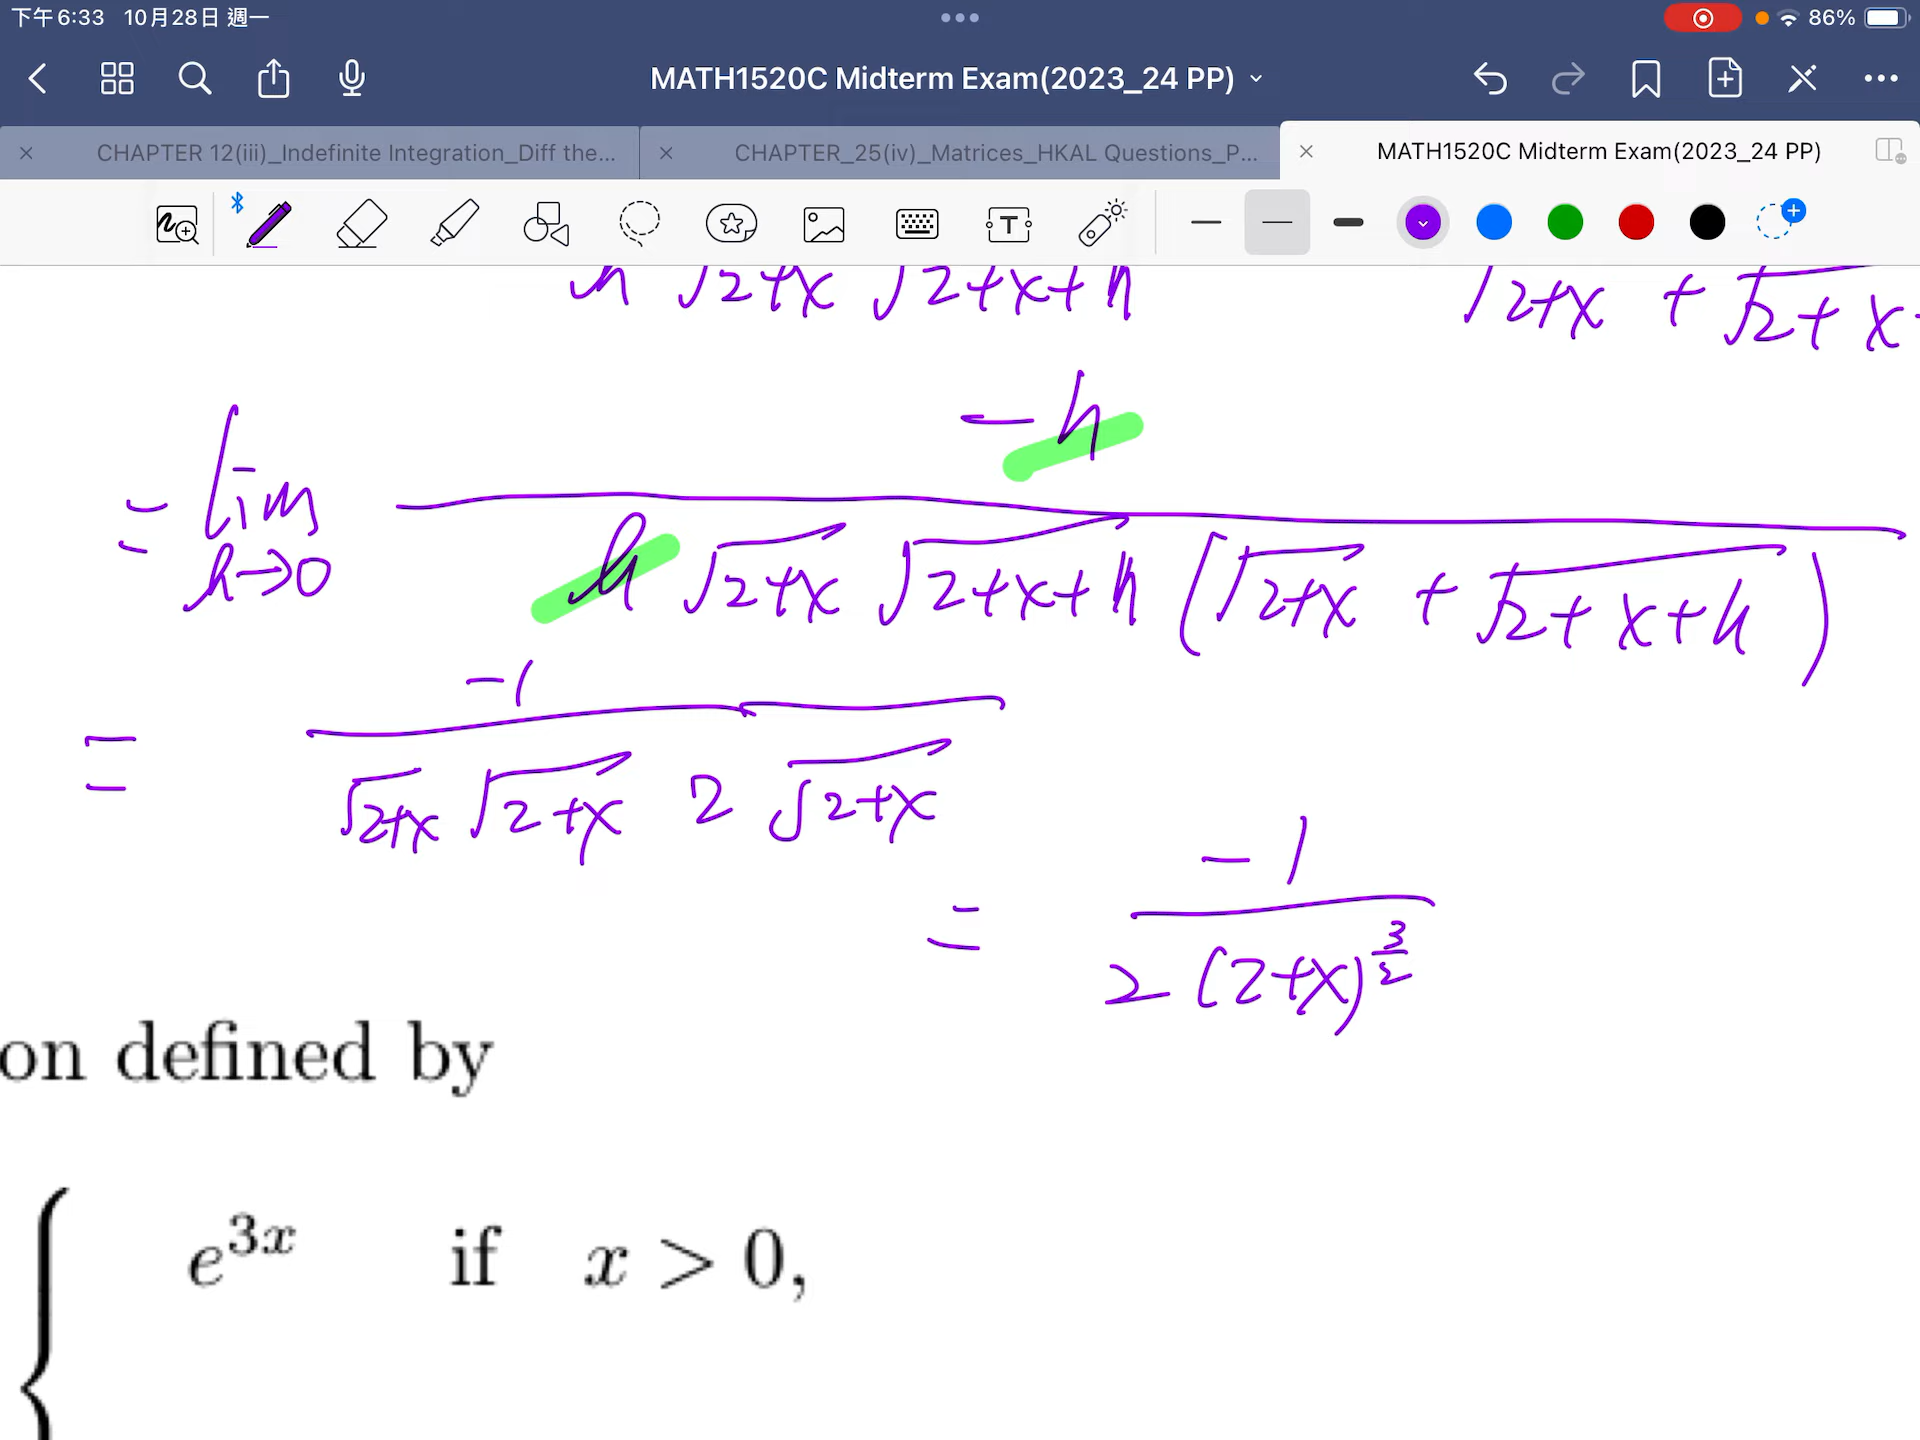 下午6:33 10月28日 週一 86%
MATH1520C Midterm Exam(2023_24 PP)
CHAPTER 12(iii)_Indefinite Integration_Diff the... CHAPTER_25(iv)_Matrices_HKAL Questions_P... MATH1520C Midterm Exam(2023_24 PP)
h √2+x √2+x+h √2+x + √2+x
-h
= lim h→0
h √2+x √2+x+h (√2+x + √2+x+h)
-1
=
√2+x √2+x 2 √2+x
-1
=
2 (2+x)^3/2
on defined by
e^3x if x > 0,